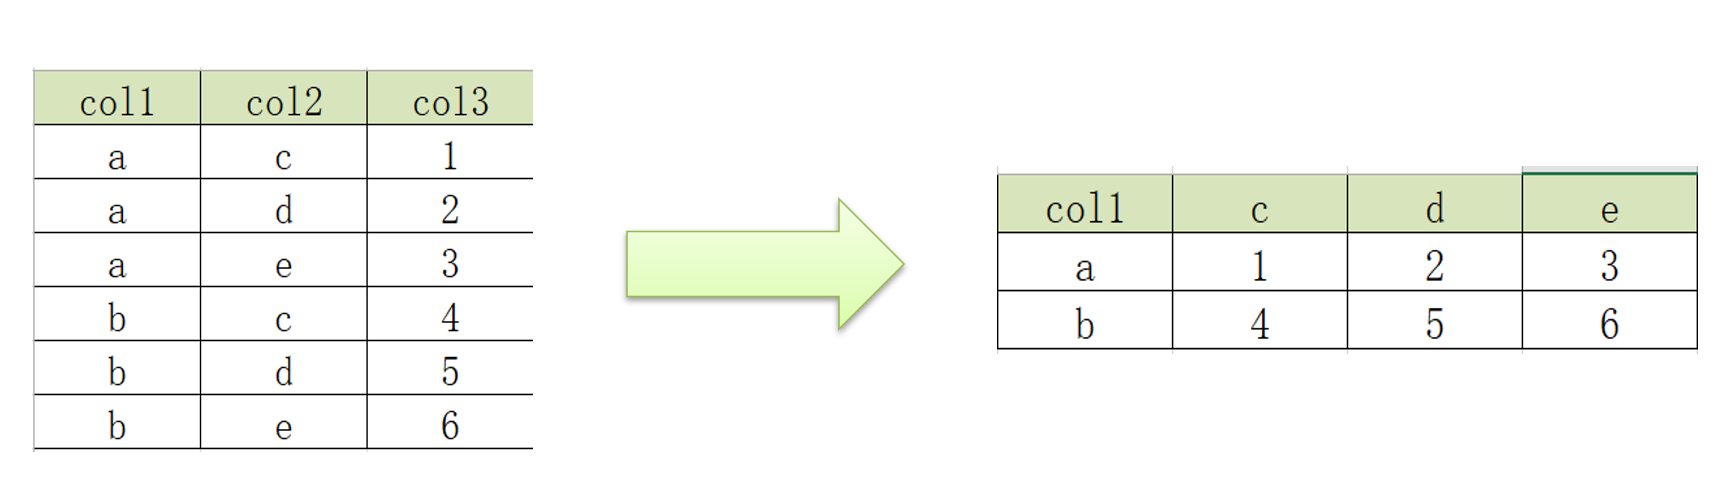 col1 col2 col3
a c 1
a d 2
a e 3
b c 4
b d 5
b e 6
col1 c d e
a 1 2 3
b 4 5 6